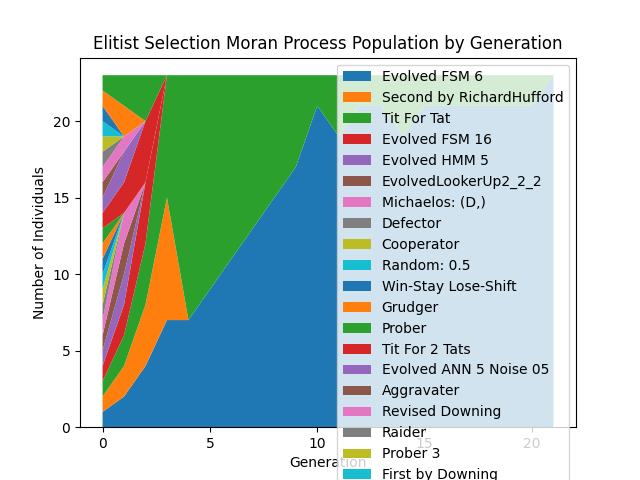 Elitist Selection Moran Process Population by Generation
Number of Individuals
0
5
10
15
20
0
5
10
15
20
Generation
Evolved FSM 6
Second by RichardHufford
Tit For Tat
Evolved FSM 16
Evolved HMM 5
EvolvedLookerUp2_2_2
Michaelos: (D,)
Defector
Cooperator
Random: 0.5
Win-Stay Lose-Shift
Grudger
Prober
Tit For 2 Tats
Evolved ANN 5 Noise 05
Aggravater
Revised Downing
Raider
Prober 3
First by Downing